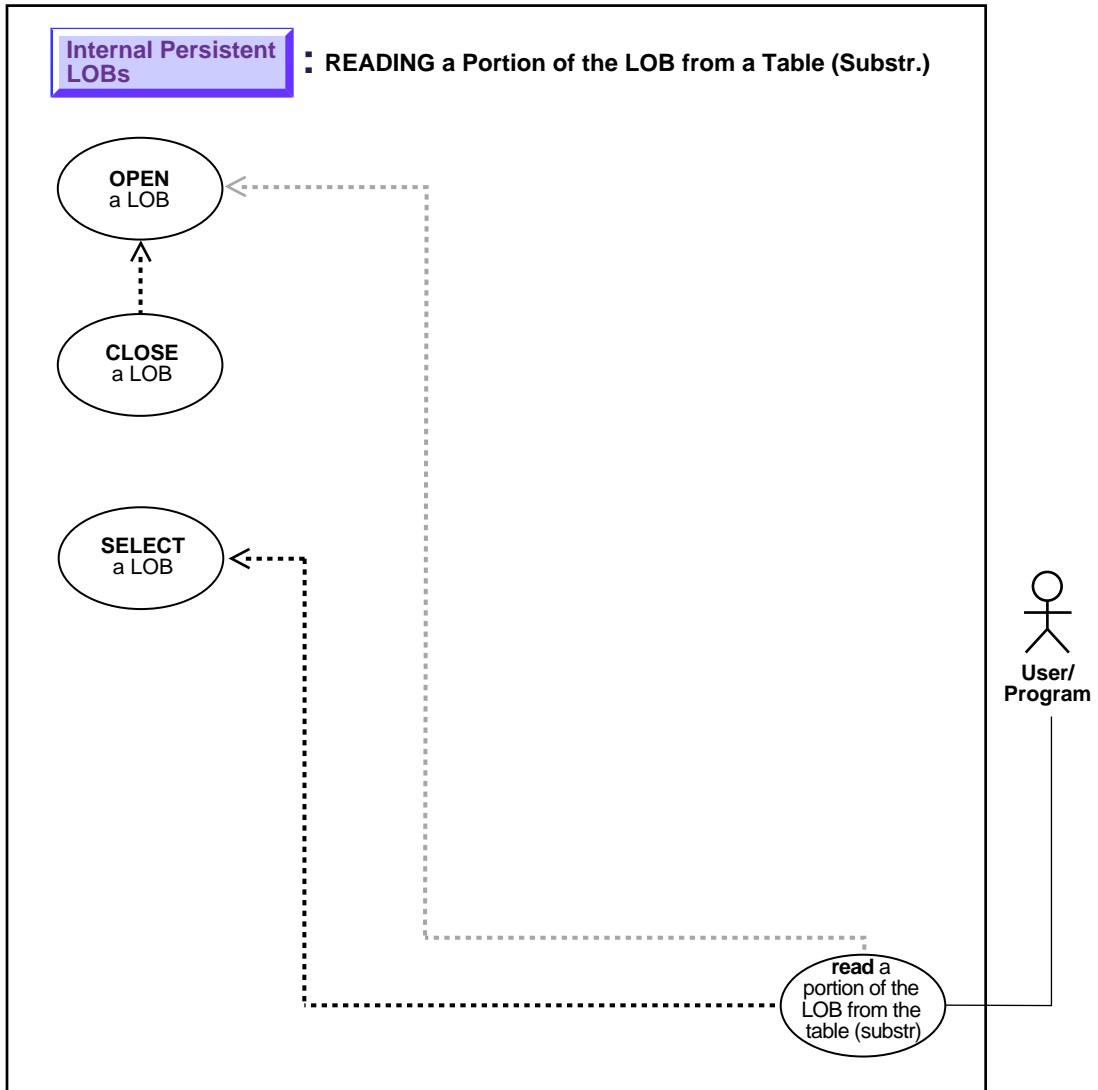 Internal Persistent
LOBs
: READING a Portion of the LOB from a Table (Substr.)
OPEN
a LOB
CLOSE
a LOB
SELECT
a LOB
User/
Program
read a
portion of the
LOB from the
table (substr)